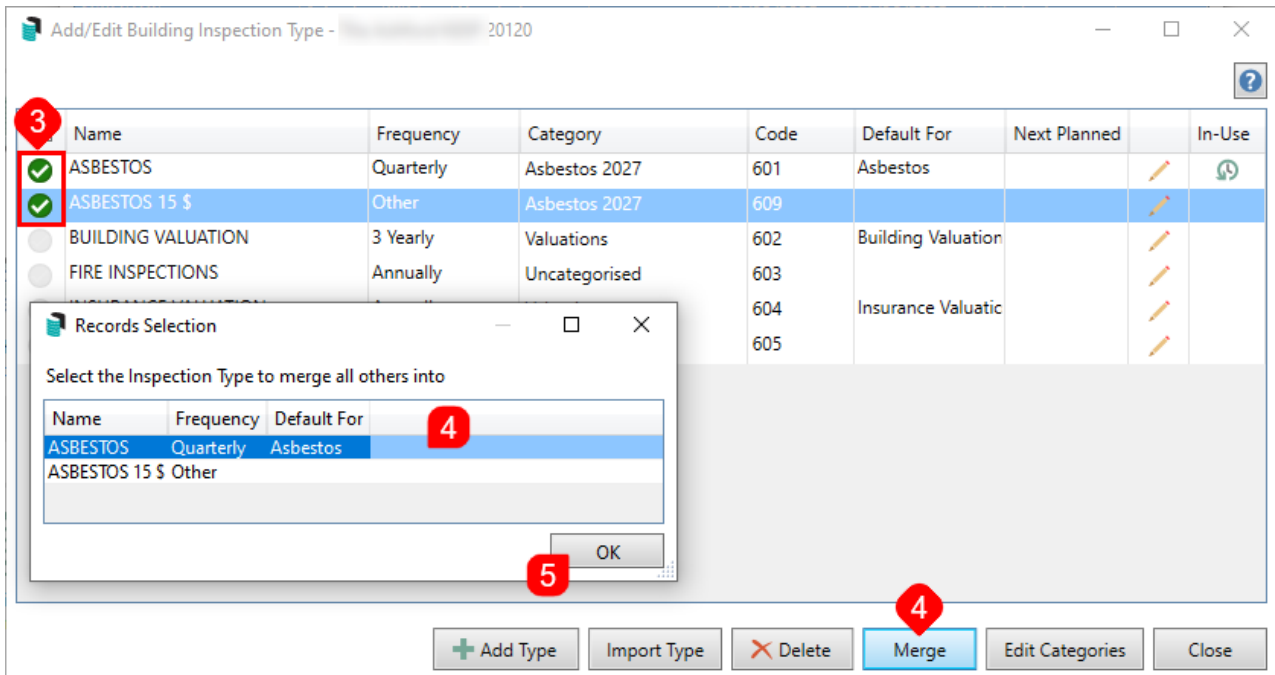 Add/Edit Building Inspection Type - 20120
3
Name Frequency Category Code Default For Next Planned In-Use
ASBESTOS Quarterly Asbestos 2027 601 Asbestos
ASBESTOS 15 $ Other Asbestos 2027 609
BUILDING VALUATION 3 Yearly Valuations 602 Building Valuation
FIRE INSPECTIONS Annually Uncategorised 603
604 Insurance Valuatic
605
Records Selection
Select the Inspection Type to merge all others into
Name Frequency Default For
4
ASBESTOS Quarterly Asbestos
ASBESTOS 15 $ Other
OK
5
4
Add Type Import Type Delete Merge Edit Categories Close